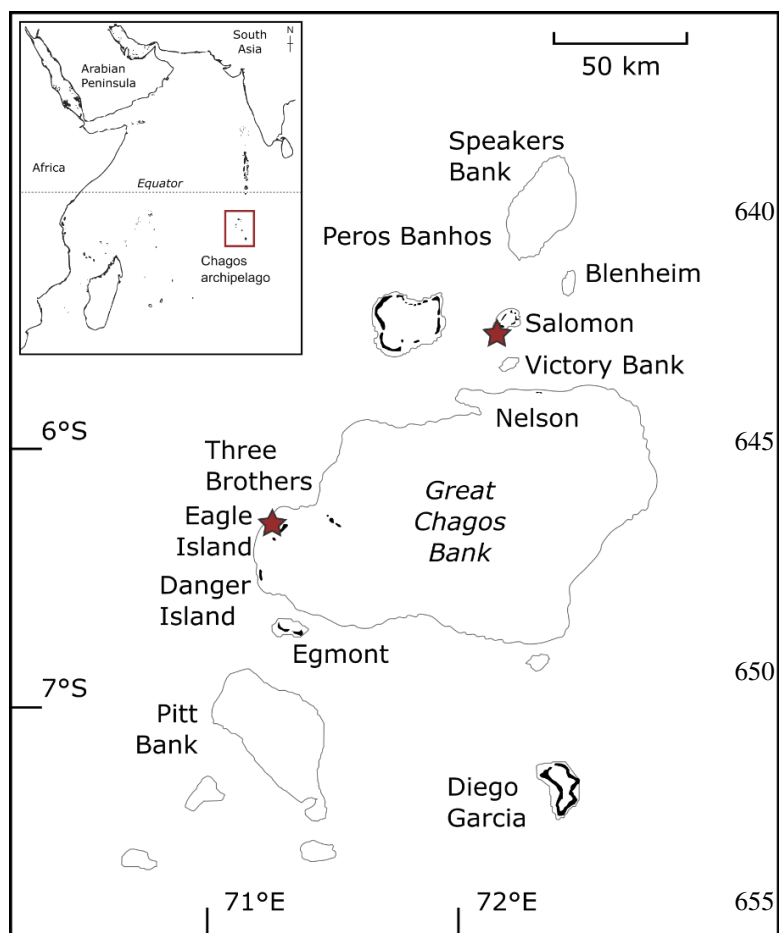 South
Asia
N
Arabian
Peninsula
Africa
Equator
Chagos
archipelago
50 km
Speakers
Bank
640
Peros Banhos
Blenheim
Salomon
Victory Bank
Nelson
6°S
645
Three
Brothers
Eagle
Island
Great
Chagos
Bank
Danger
Island
Egmont
650
7°S
Pitt
Bank
Diego
Garcia
71°E
72°E
655